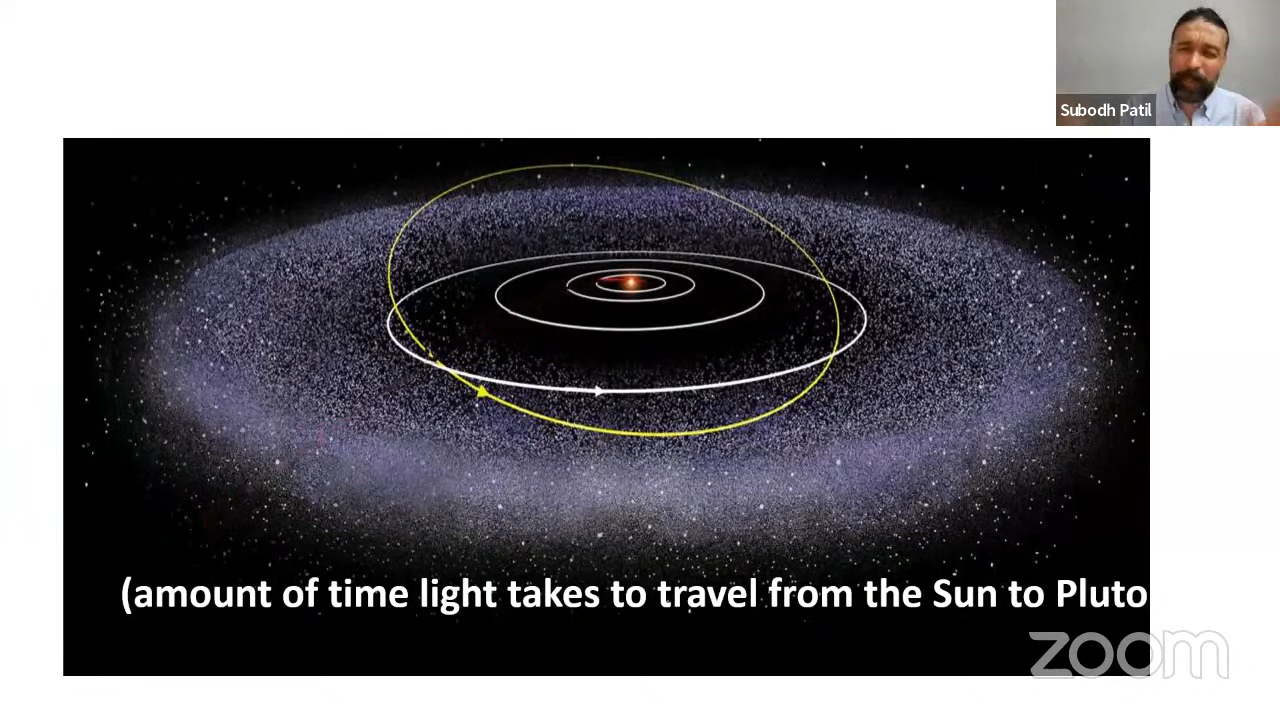 Subodh Patil
(amount of time light takes to travel from the Sun to Pluto
zoom